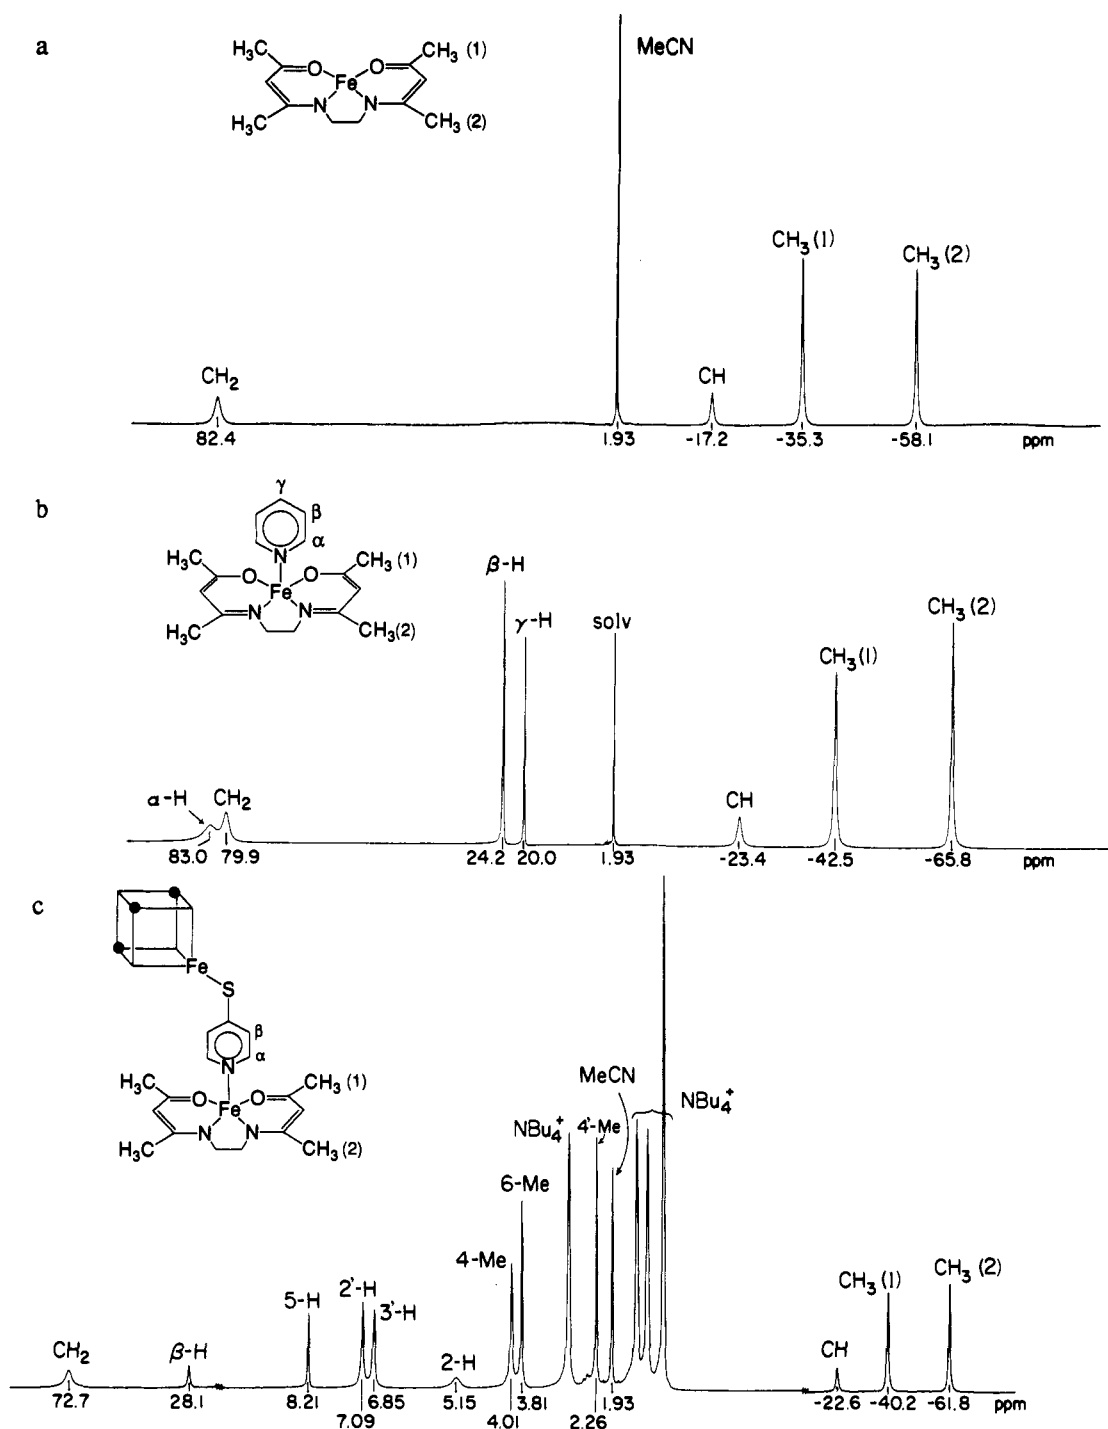 a
H₃C CH₃ (1)
O O
Fe
N N
H₃C CH₃ (2)
MeCN
CH₂ CH CH₃ (1) CH₃ (2)
82.4 1.93 -17.2 -35.3 -58.1 ppm
b
γ
β
α
N
H₃C CH₃ (1)
O O
Fe
N N
H₃C CH₃(2)
α-H CH₂ β-H γ-H solv CH CH₃ (1) CH₃ (2)
83.0 79.9 24.2 20.0 1.93 -23.4 -42.5 -65.8 ppm
c
Fe
S
β
α
N
H₃C CH₃ (1)
O O
Fe
N N
H₃C CH₃ (2)
CH₂ β-H 5-H 2'-H 3'-H 2-H 4-Me 6-Me NBu₄⁺ 4'-Me MeCN NBu₄⁺ CH CH₃ (1) CH₃ (2)
72.7 28.1 8.21 6.85 5.15 3.81 1.93 -22.6 -40.2 -61.8 ppm
7.09 4.01 2.26